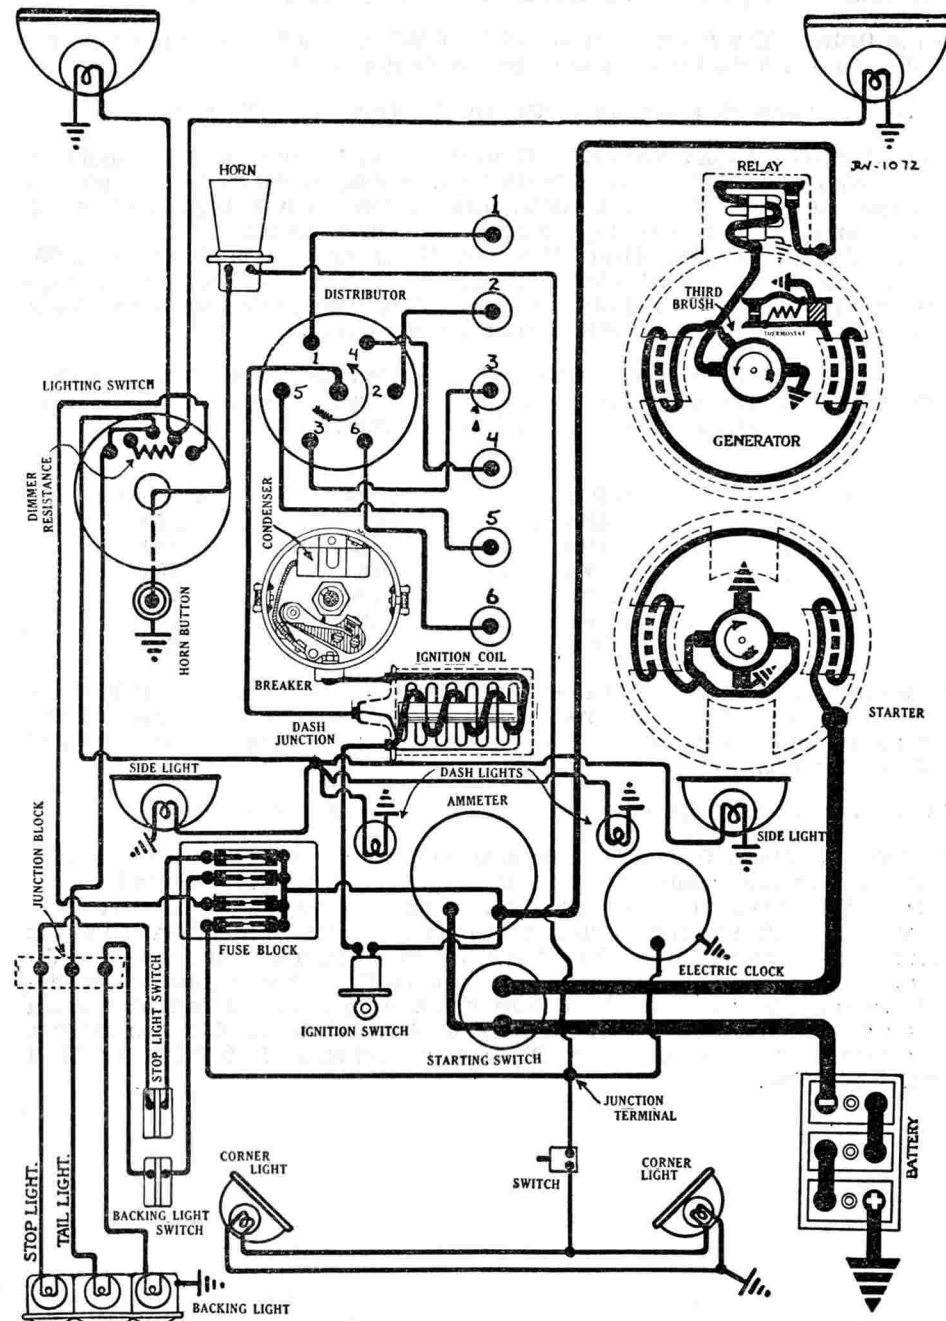 HORN
RELAY
RW-1072
1
2
DISTRIBUTOR
THIRD
BRUSH
THERMOSTAT
1
4
LIGHTING SWITCH
5
2
3
3
6
GENERATOR
4
DIMMER
RESISTANCE
CONDENSER
5
HORN BUTTON
6
IGNITION COIL
BREAKER
DASH
JUNCTION
STARTER
SIDE LIGHT
DASH LIGHTS
AMMETER
SIDE LIGHT
JUNCTION BLOCK
FUSE BLOCK
ELECTRIC CLOCK
STOP LIGHT SWITCH
IGNITION SWITCH
STARTING SWITCH
JUNCTION
TERMINAL
BATTERY
CORNER
LIGHT
CORNER
LIGHT
SWITCH
STOP LIGHT.
TAIL LIGHT.
BACKING LIGHT
SWITCH
BACKING LIGHT